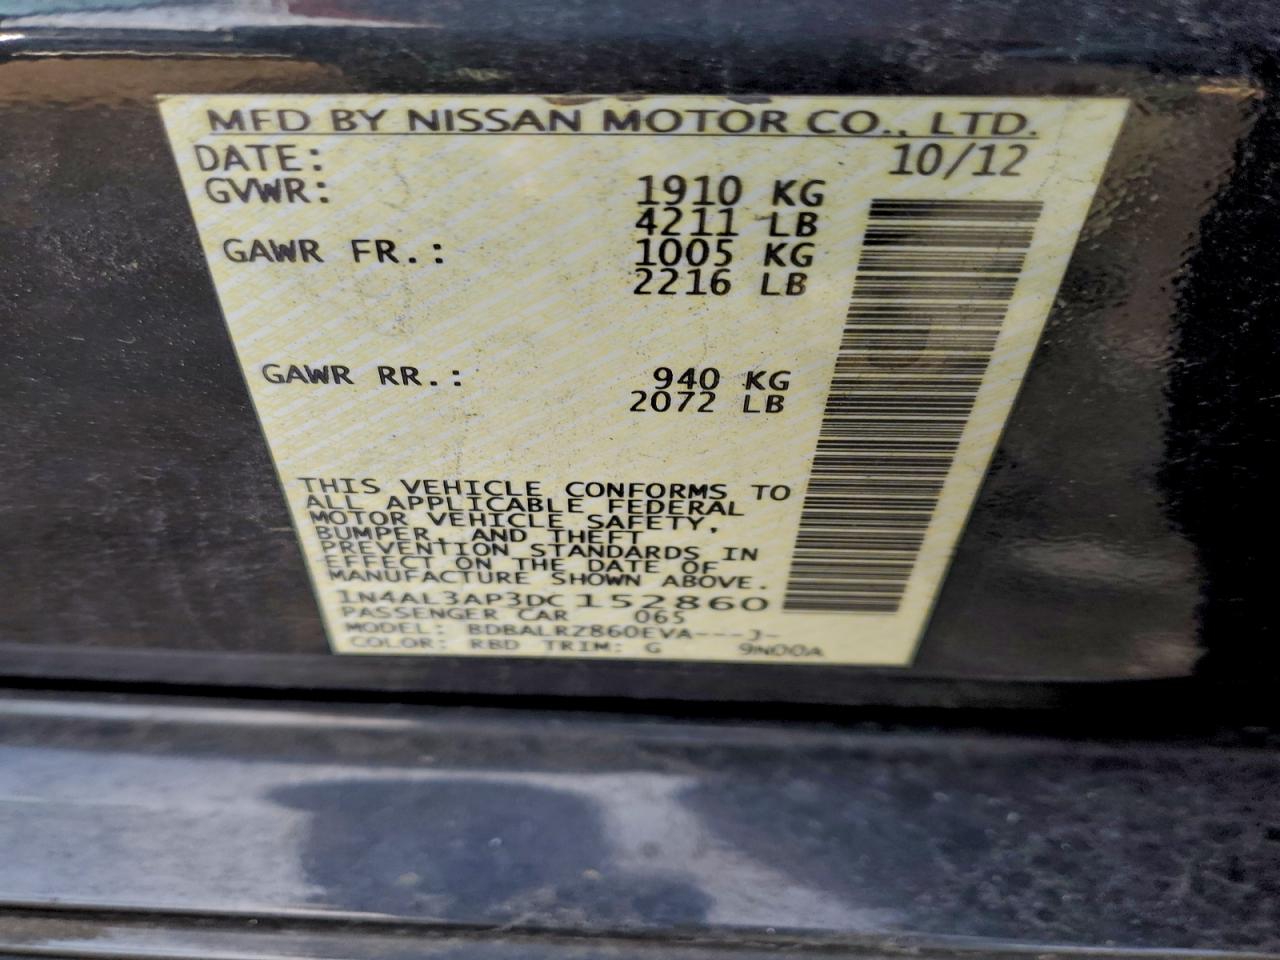 MFD BY NISSAN MOTOR CO., LTD.
DATE: 10/12
GVWR: 1910 KG
4211 LB
GAWR FR.: 1005 KG
2216 LB
GAWR RR.: 940 KG
2072 LB
THIS VEHICLE CONFORMS TO
ALL APPLICABLE FEDERAL
MOTOR VEHICLE SAFETY,
BUMPER, AND THEFT
PREVENTION STANDARDS IN
EFFECT ON THE DATE OF
MANUFACTURE SHOWN ABOVE.
1N4AL3AP3DC152860
PASSENGER CAR 065
MODEL: BDBALRZ860EVA---J-
COLOR: RBD TRIM: G 9N00A